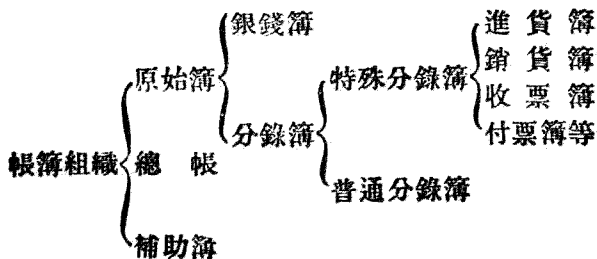 帳簿組織
原始簿
總帳
補助簿
銀錢簿
分錄簿
特殊分錄簿
普通分錄簿
進貨簿
銷貨簿
收票簿
付票簿等